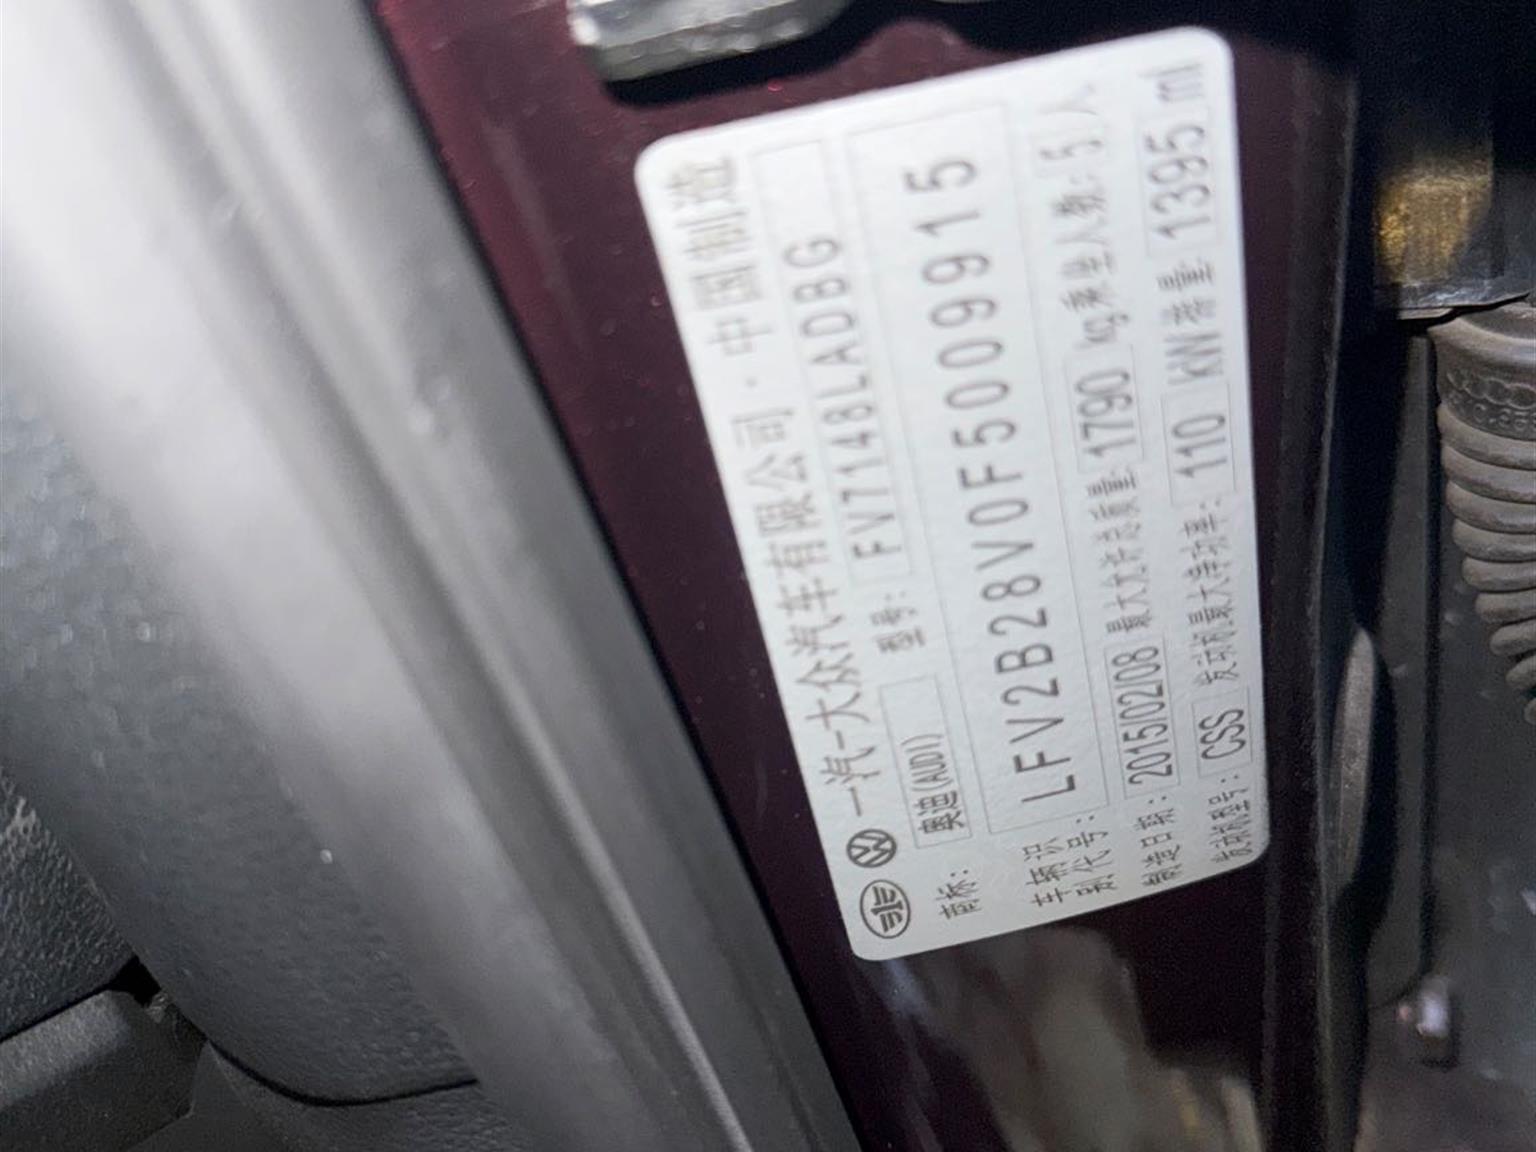 一汽-大众汽车有限公司·中国制造
商标: 奥迪(AUDI) 型号: FV7148LADBG
车辆识别代号: LFV2B28V0F5009915
制造日期: 2015/02/08 最大允许总质量: 1790 kg 乘坐人数: 5人
发动机型号: CSS 发动机最大净功率: 110 kW 排量 1395 ml